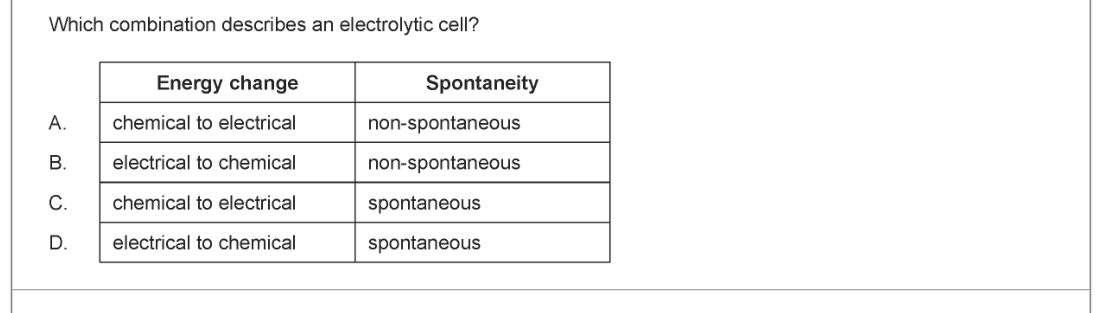 Which combination describes an electrolytic cell?
Energy change Spontaneity
A. chemical to electrical non-spontaneous
B. electrical to chemical non-spontaneous
C. chemical to electrical spontaneous
D. electrical to chemical spontaneous